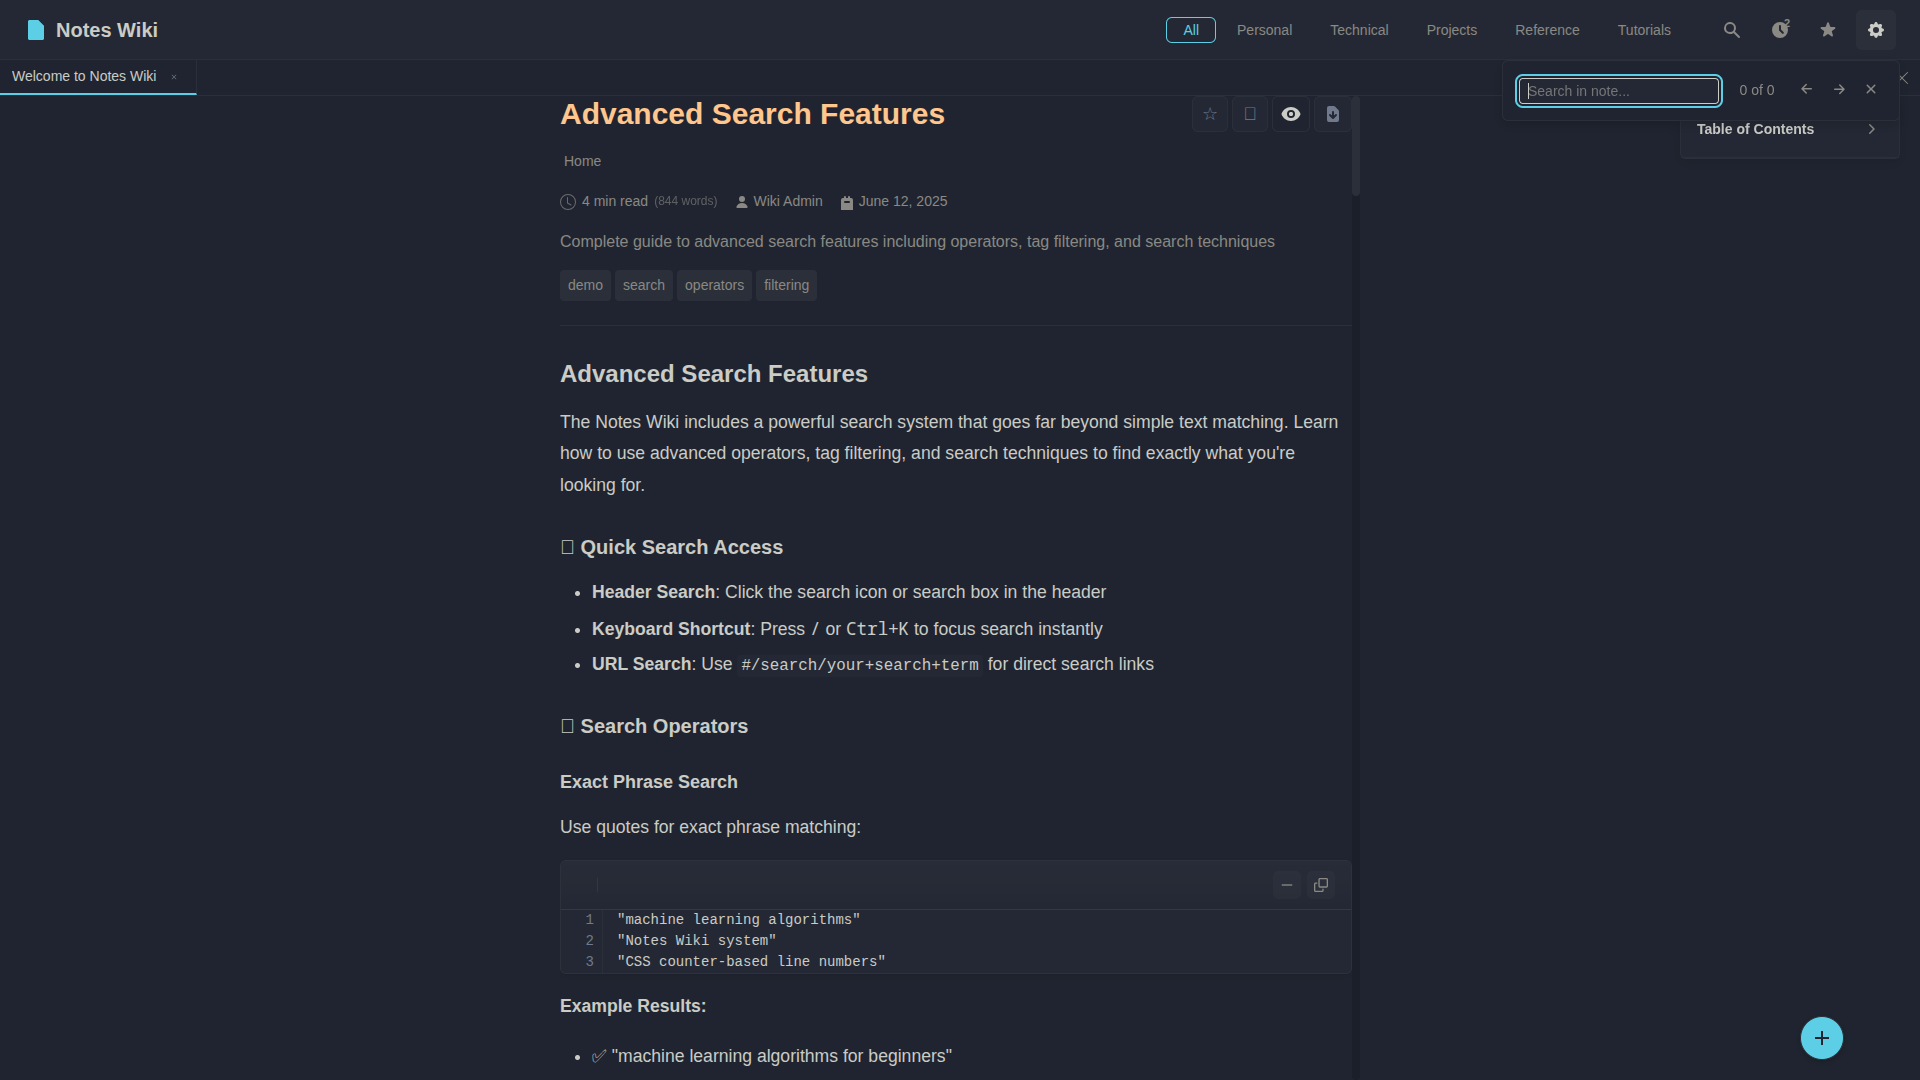 Notes Wiki
All Personal Technical Projects Reference Tutorials
2
Welcome to Notes Wiki ×
Search in note... 0 of 0
Advanced Search Features
Table of Contents
Home
4 min read (844 words) Wiki Admin June 12, 2025
Complete guide to advanced search features including operators, tag filtering, and search techniques
demo search operators filtering
Advanced Search Features
The Notes Wiki includes a powerful search system that goes far beyond simple text matching. Learn
how to use advanced operators, tag filtering, and search techniques to find exactly what you're
looking for.
Quick Search Access
• Header Search: Click the search icon or search box in the header
• Keyboard Shortcut: Press / or Ctrl+K to focus search instantly
• URL Search: Use #/search/your+search+term for direct search links
Search Operators
Exact Phrase Search
Use quotes for exact phrase matching:
1 "machine learning algorithms"
2 "Notes Wiki system"
3 "CSS counter-based line numbers"
Example Results:
• ✅ "machine learning algorithms for beginners"